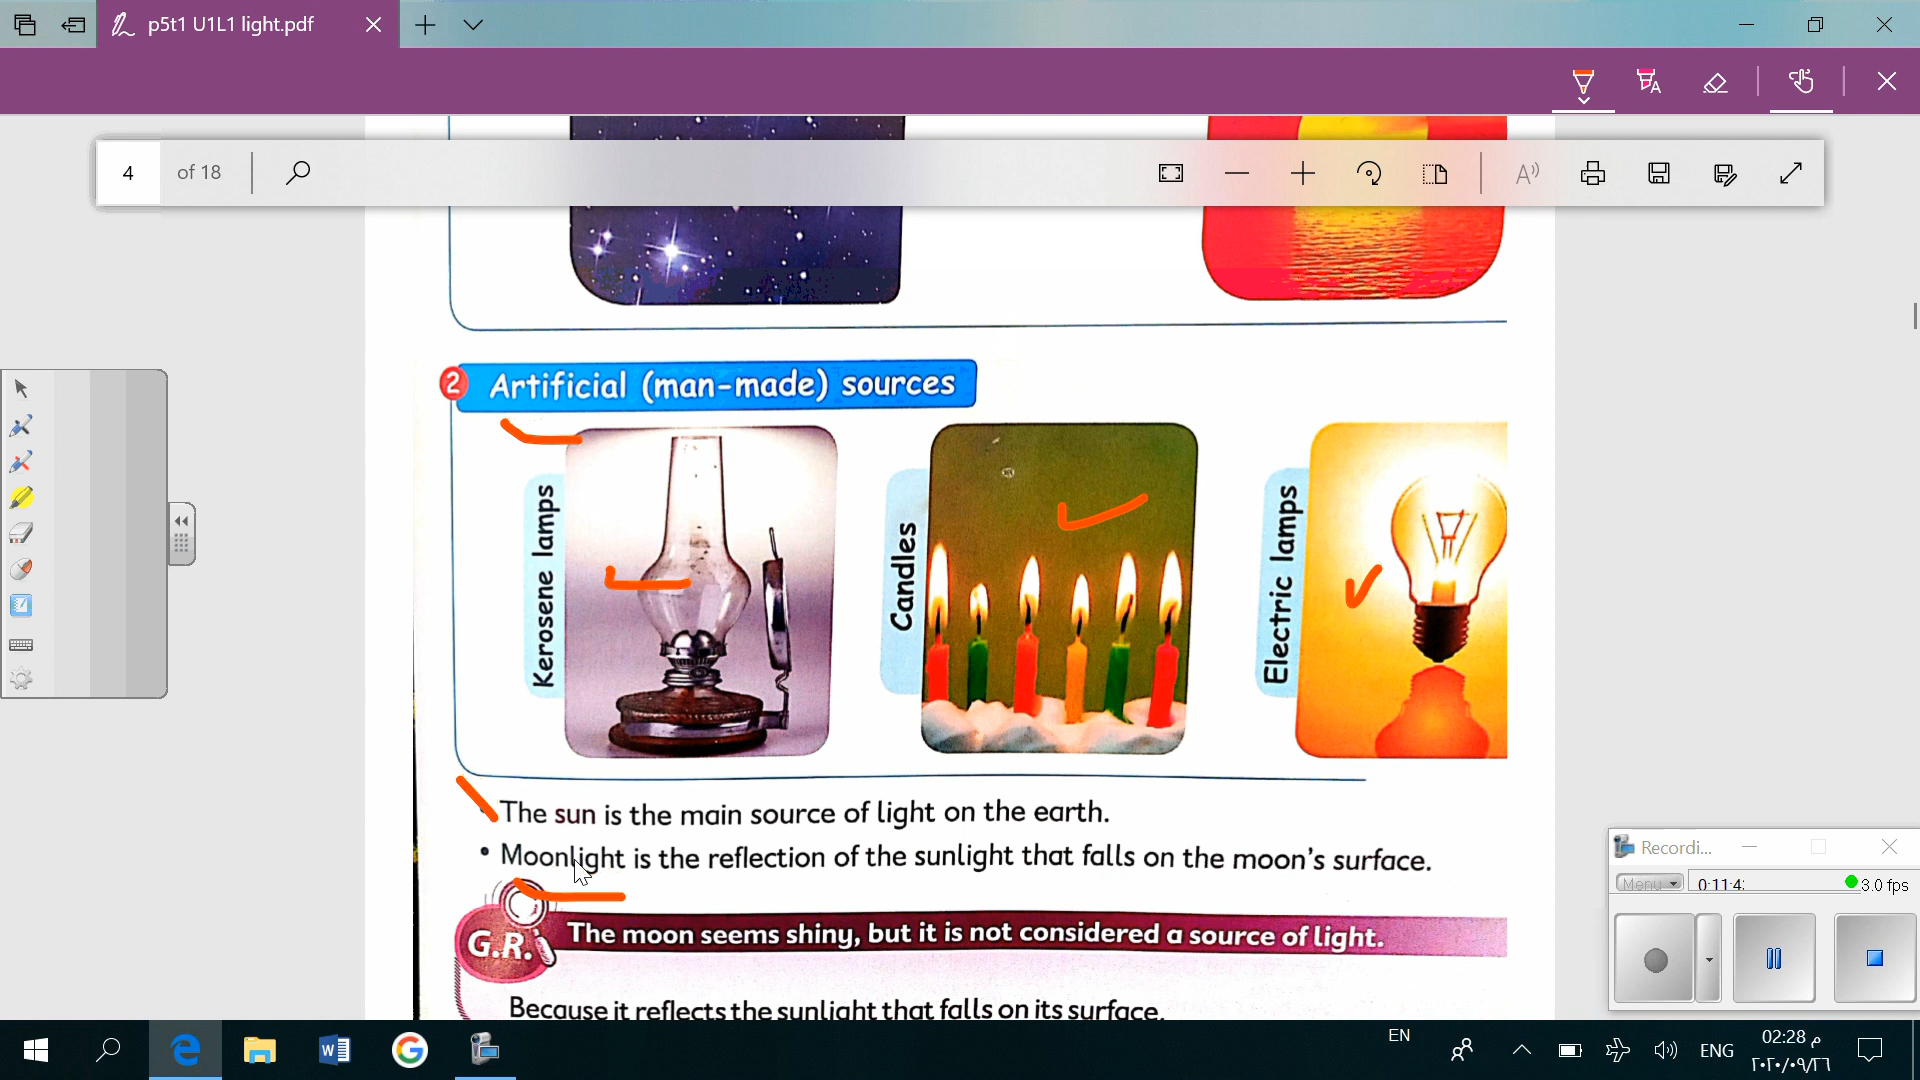 p5t1 U1L1 light.pdf
4 of 18
2 Artificial (man-made) sources
Kerosene lamps
Candles
Electric lamps
• The sun is the main source of light on the earth.
• Moonlight is the reflection of the sunlight that falls on the moon's surface.
G.R. The moon seems shiny, but it is not considered a source of light.
Because it reflects the sunlight that falls on its surface.
Recordi...
Menu 0:11:4 3.0 fps
EN
ENG
02:28 م
٢٠٢٠/٠٩/٢٦